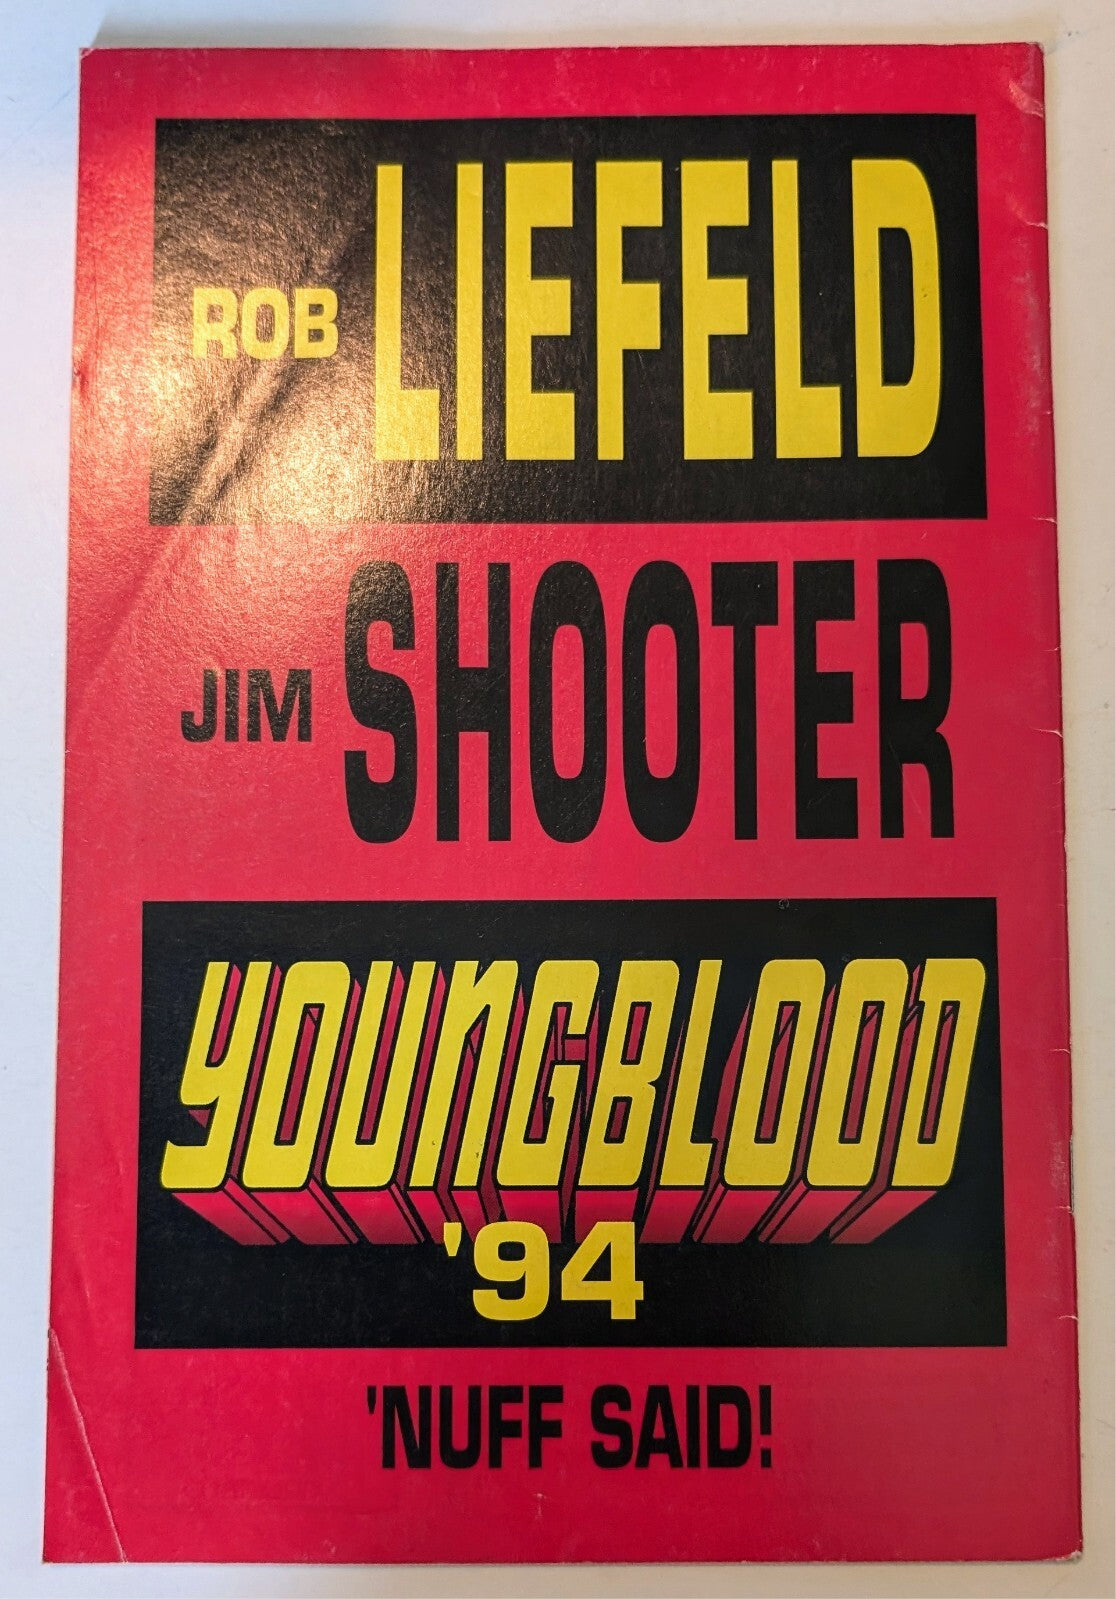 ROB LIEFELD
JIM SHOOTER
YOUNGBLOOD
'94
'NUFF SAID!